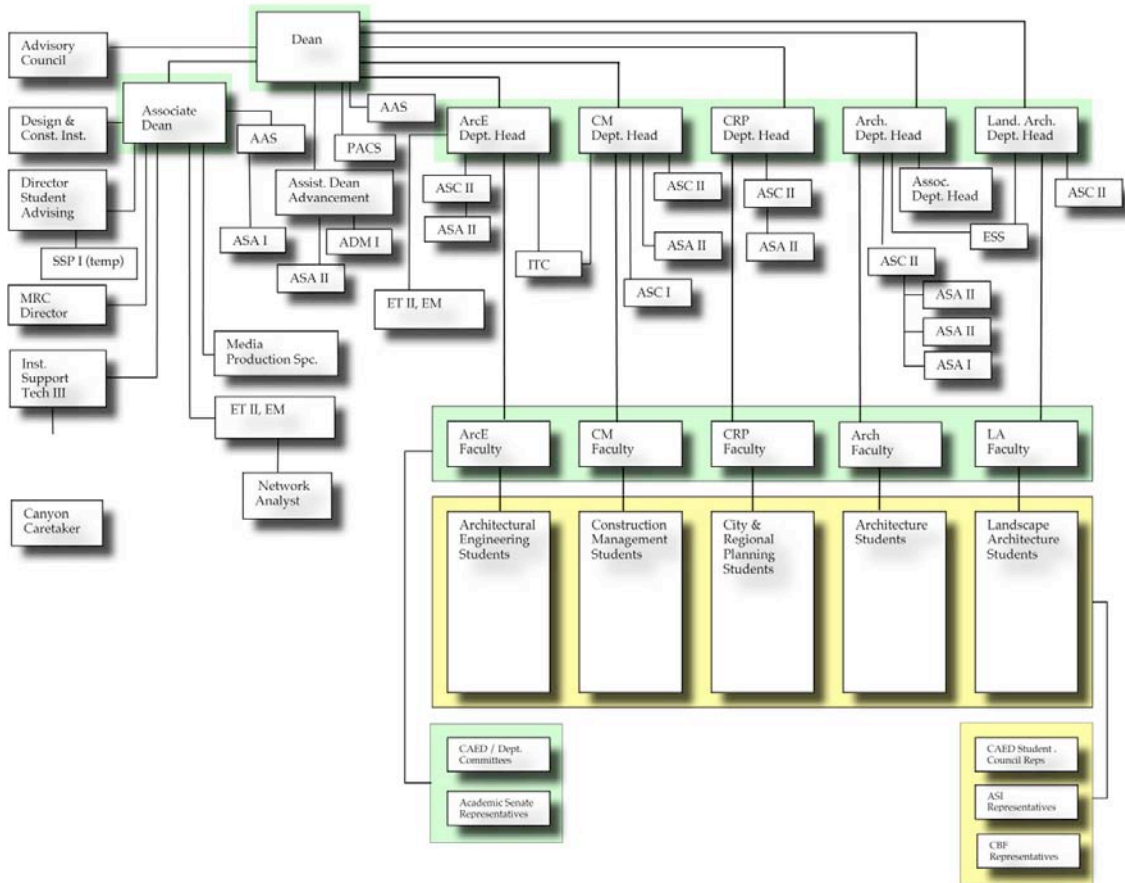 Dean
Advisory
Council
Associate
Dean
Design &
Const. Inst.
AAS
AAS
PACS
ArcE
Dept. Head
CM
Dept. Head
CRP
Dept. Head
Arch.
Dept. Head
Land. Arch.
Dept. Head
Director
Student
Advising
SSP I (temp)
ASA I
Assist. Dean
Advancement
ADM I
ASA II
ASC II
ASA II
ITC
ET II, EM
ASC II
ASA II
ASC I
ASC II
ASA II
Assoc.
Dept. Head
ESS
ASC II
ASC II
ASA II
ASA II
ASA I
MRC
Director
Inst.
Support
Tech III
Media
Production Spc.
ET II, EM
Network
Analyst
Canyon
Caretaker
ArcE
Faculty
CM
Faculty
CRP
Faculty
Arch
Faculty
LA
Faculty
Architectural
Engineering
Students
Construction
Management
Students
City &
Regional
Planning
Students
Architecture
Students
Landscape
Architecture
Students
CAED / Dept.
Committees
Academic Senate
Representatives
CAED Student .
Council Reps
ASI
Representatives
CBF
Representatives